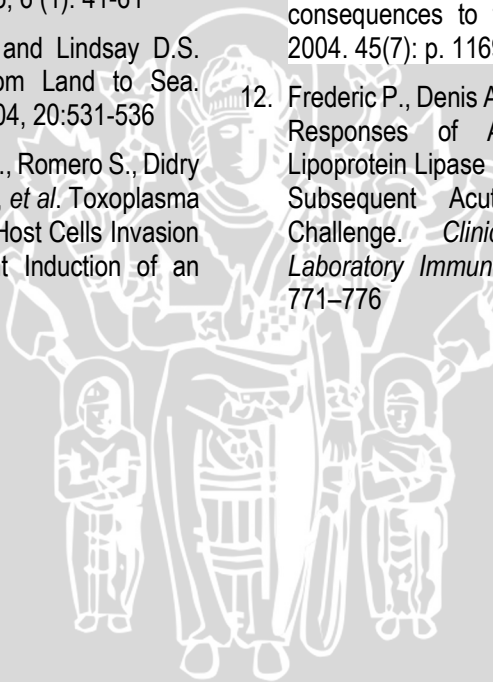 , 6 (1): 41-61
and Lindsay D.S.
om Land to Sea.
04, 20:531-536
., Romero S., Didry
, et al. Toxoplasma
Host Cells Invasion
t Induction of an
consequences to
2004. 45(7): p. 1169
12. Frederic P., Denis A
Responses of A
Lipoprotein Lipase
Subsequent Acut
Challenge. Clinic
Laboratory Immun
771–776